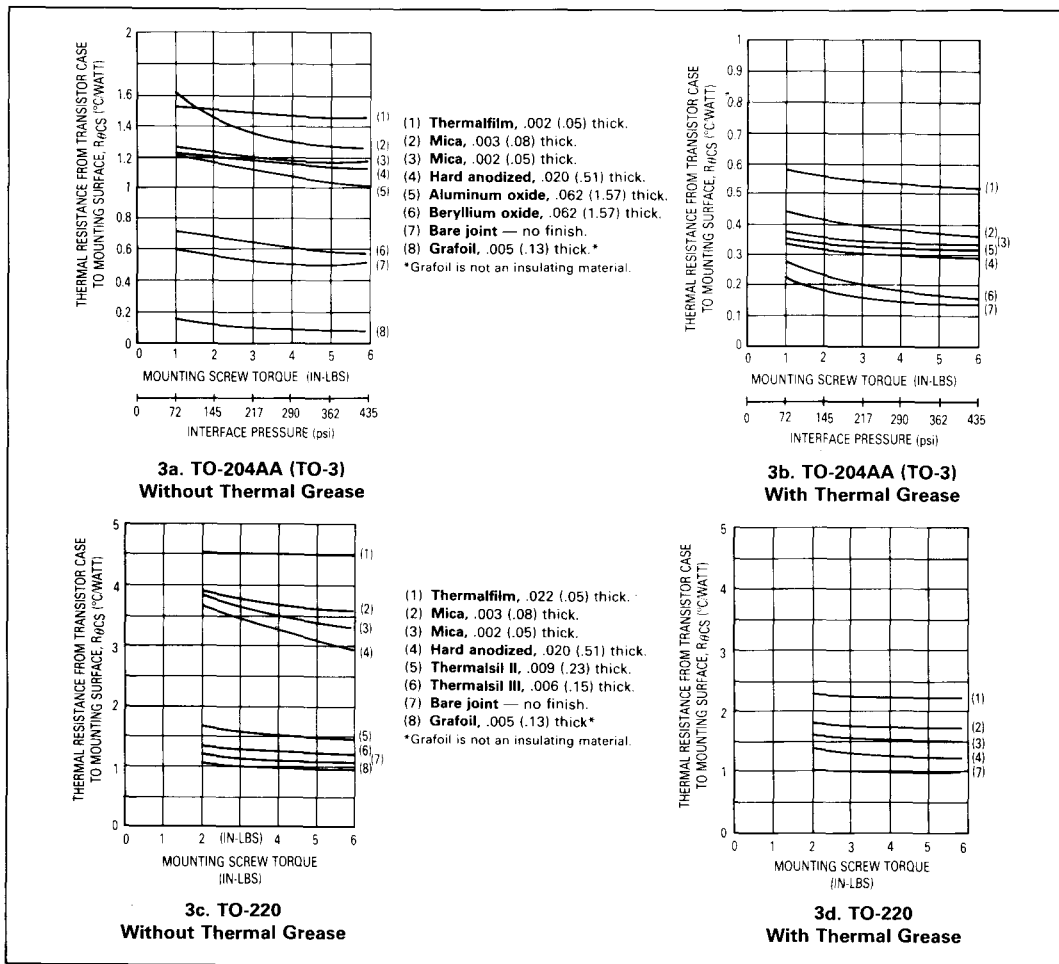 THERMAL RESISTANCE FROM TRANSISTOR CASE
TO MOUNTING SURFACE, RθCS (°C/WATT)
2
1.8
1.6
1.4
1.2
1
0.8
0.6
0.4
0.2
0
(1)
(2)
(3)
(4)
(5)
(6)
(7)
(8)
0 1 2 3 4 5 6
MOUNTING SCREW TORQUE (IN-LBS)
0 72 145 217 290 362 435
INTERFACE PRESSURE (psi)
3a. TO-204AA (TO-3)
Without Thermal Grease
(1) Thermalfilm, .002 (.05) thick.
(2) Mica, .003 (.08) thick.
(3) Mica, .002 (.05) thick.
(4) Hard anodized, .020 (.51) thick.
(5) Aluminum oxide, .062 (1.57) thick.
(6) Beryllium oxide, .062 (1.57) thick.
(7) Bare joint — no finish.
(8) Grafoil, .005 (.13) thick.*
*Grafoil is not an insulating material.
THERMAL RESISTANCE FROM TRANSISTOR CASE
TO MOUNTING SURFACE, RθCS (°C/WATT)
1
0.9
0.8
0.7
0.6
0.5
0.4
0.3
0.2
0.1
0
(1)
(2)
(3)
(5)
(4)
(6)
(7)
0 1 2 3 4 5 6
MOUNTING SCREW TORQUE (IN-LBS)
0 72 145 217 290 362 435
INTERFACE PRESSURE (psi)
3b. TO-204AA (TO-3)
With Thermal Grease
THERMAL RESISTANCE FROM TRANSISTOR CASE
TO MOUNTING SURFACE, RθCS (°C/WATT)
5
4
3
2
1
0
(1)
(2)
(3)
(4)
(5)
(6)
(7)
(8)
0 1 2 3 4 5 6
(IN-LBS)
MOUNTING SCREW TORQUE
(IN-LBS)
3c. TO-220
Without Thermal Grease
(1) Thermalfilm, .022 (.05) thick.
(2) Mica, .003 (.08) thick.
(3) Mica, .002 (.05) thick.
(4) Hard anodized, .020 (.51) thick.
(5) Thermalsil II, .009 (.23) thick.
(6) Thermalsil III, .006 (.15) thick.
(7) Bare joint — no finish.
(8) Grafoil, .005 (.13) thick*
*Grafoil is not an insulating material.
THERMAL RESISTANCE FROM TRANSISTOR CASE
TO MOUNTING SURFACE, RθCS (°C/WATT)
5
4
3
2
1
0
(1)
(2)
(3)
(4)
(7)
0 1 2 3 4 5 6
MOUNTING SCREW TORQUE
(IN-LBS)
3d. TO-220
With Thermal Grease